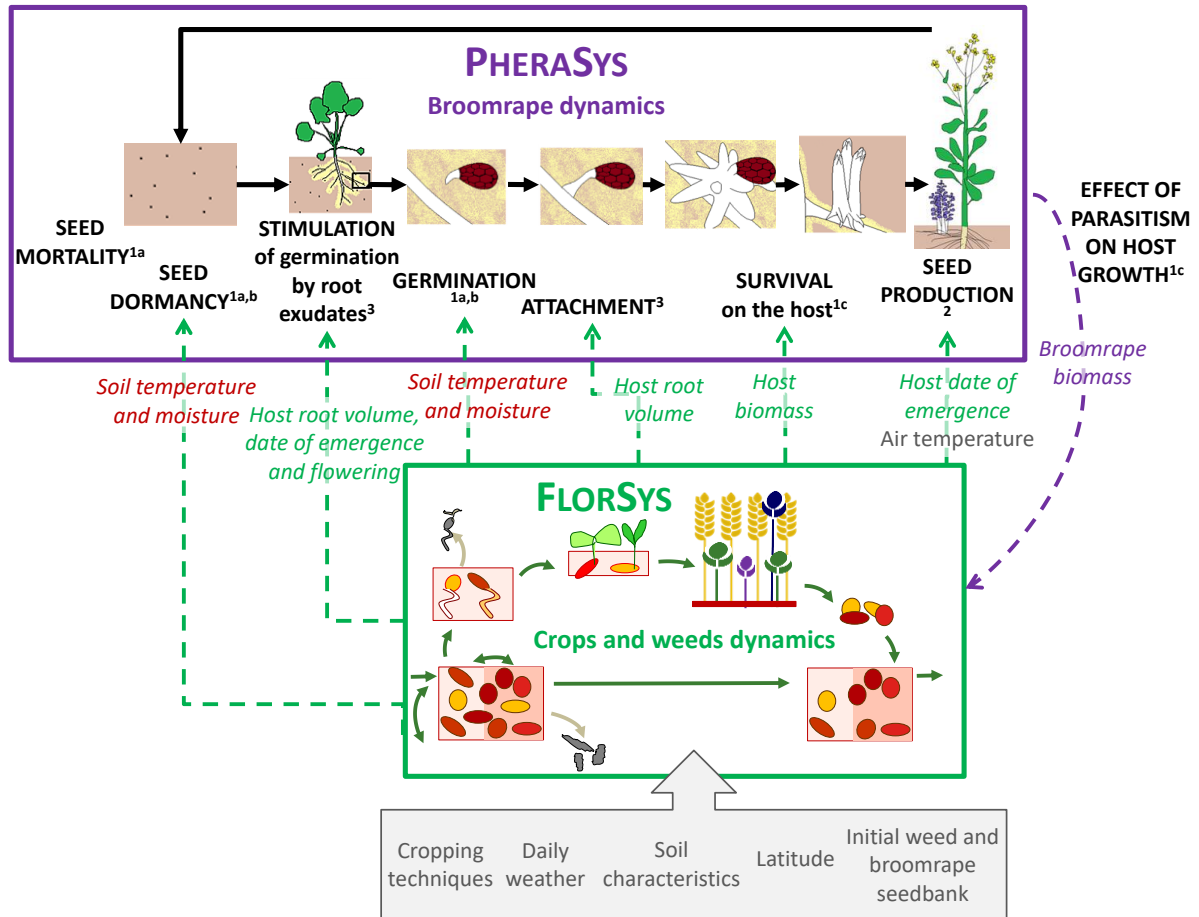 PHERASYS
Broomrape dynamics
SEED
MORTALITY1a
SEED
DORMANCY1a,b
STIMULATION
of germination
by root
exudates3
GERMINATION
1a,b
ATTACHMENT3
SURVIVAL
on the host1c
SEED
PRODUCTION
2
EFFECT OF
PARASITISM
ON HOST
GROWTH1c
Broomrape
biomass
Soil temperature
and moisture
Host root volume,
date of emergence
and flowering
Soil temperature
and moisture
Host root
volume
Host
biomass
Host date of
emergence
Air temperature
FLORSYS
Crops and weeds dynamics
Cropping
techniques
Daily
weather
Soil
characteristics
Latitude
Initial weed and
broomrape
seedbank